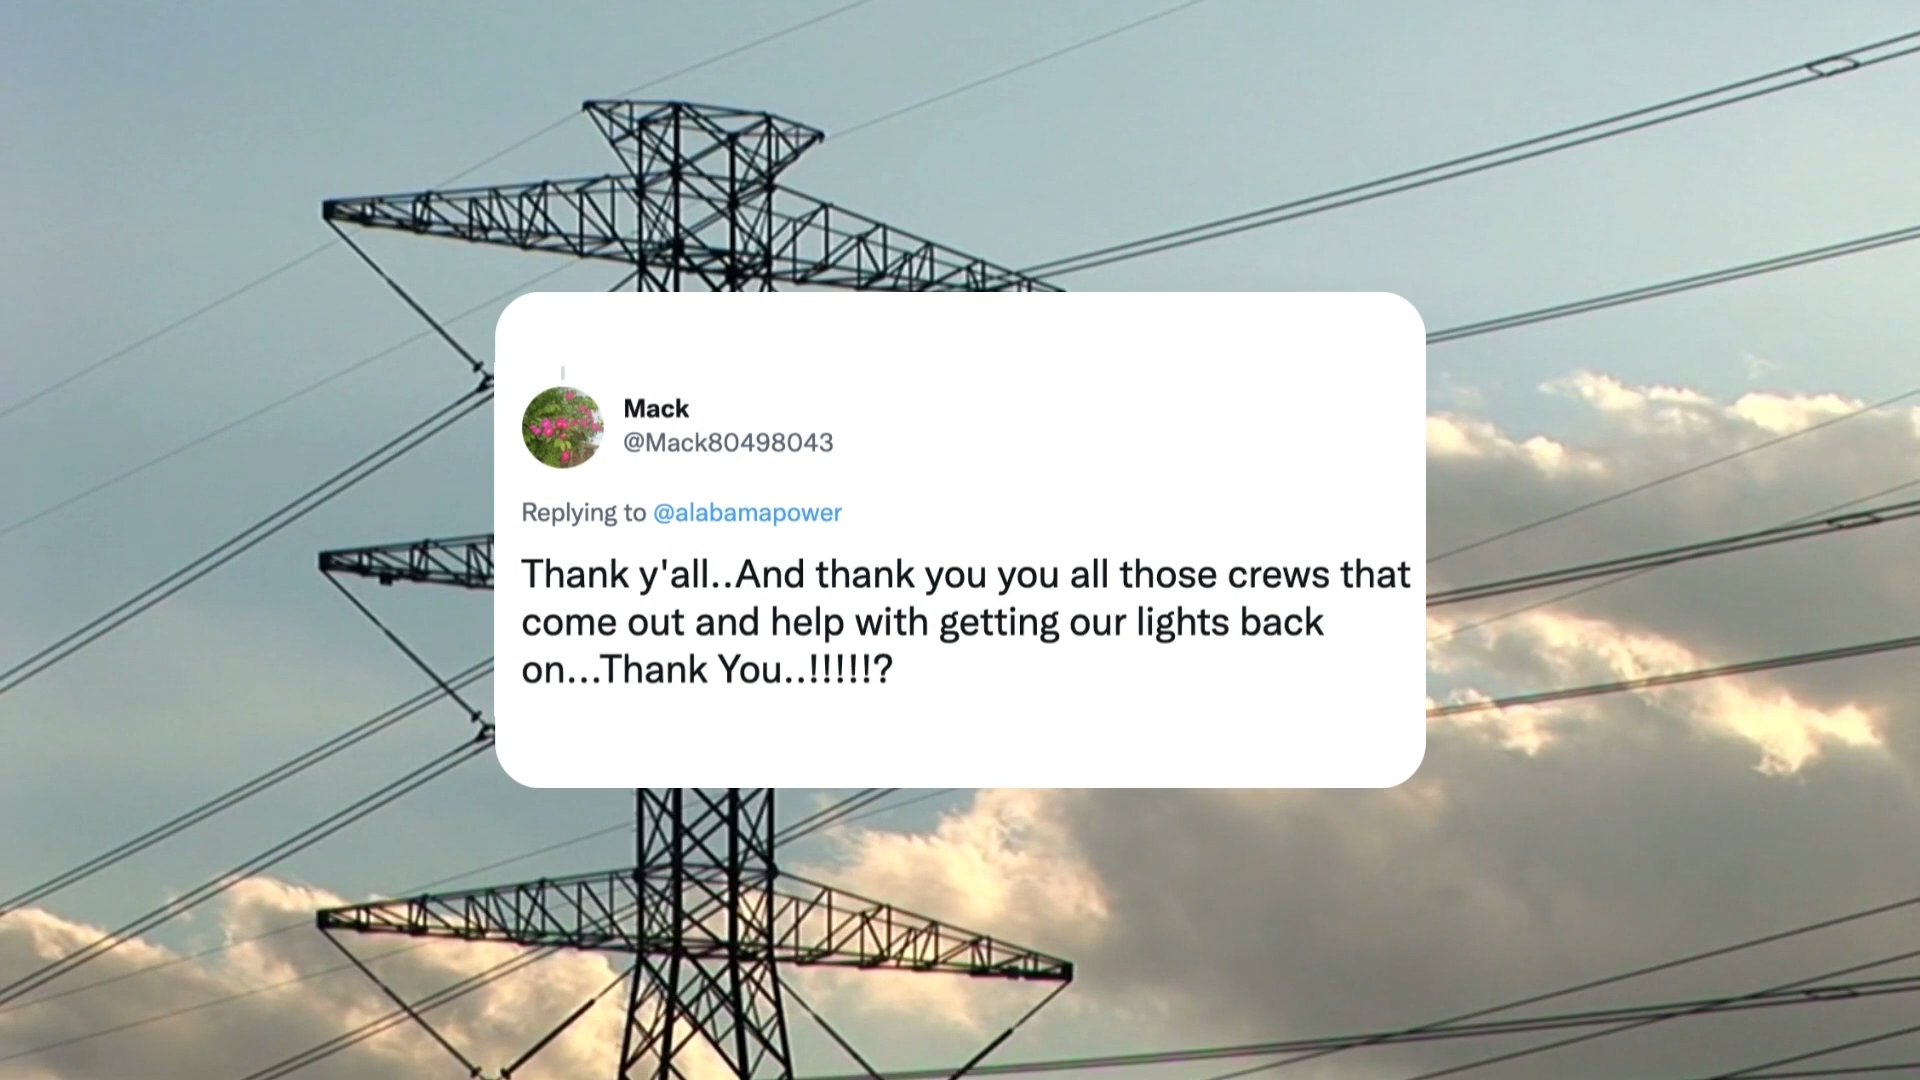 Mack
@Mack80498043
Replying to @alabamapower
Thank y'all..And thank you you all those crews that
come out and help with getting our lights back
on...Thank You..!!!!!?